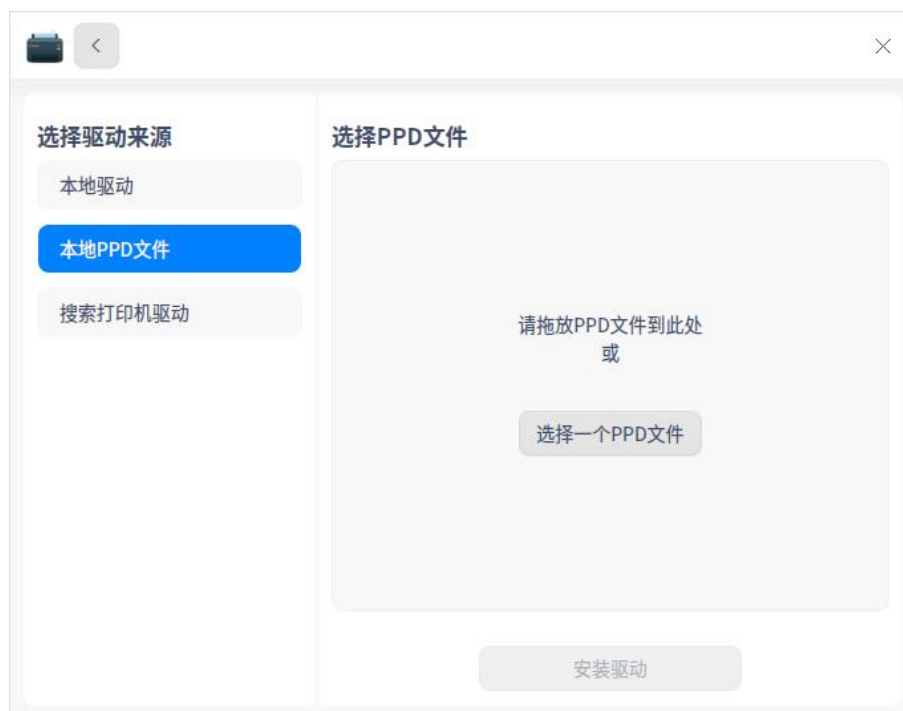 选择驱动来源
本地驱动
本地PPD文件
搜索打印机驱动
选择PPD文件
请拖放PPD文件到此处
或
选择一个PPD文件
安装驱动